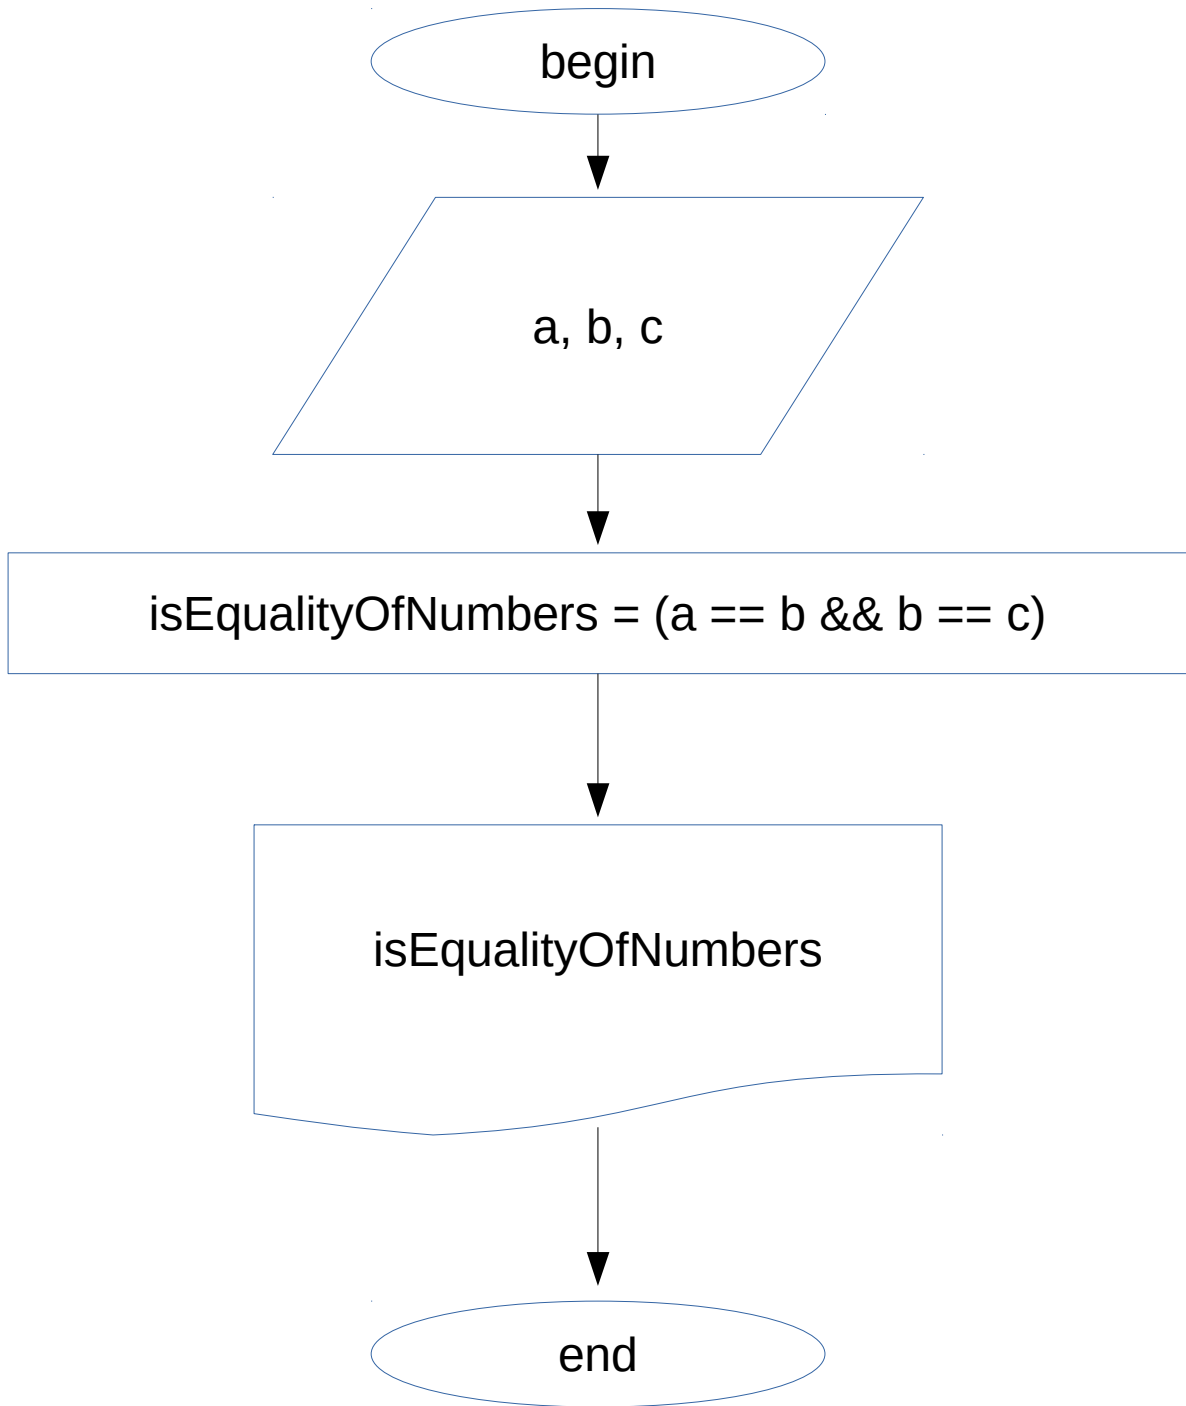 begin
a, b, c
isEqualityOfNumbers = (a == b && b == c)
isEqualityOfNumbers
end